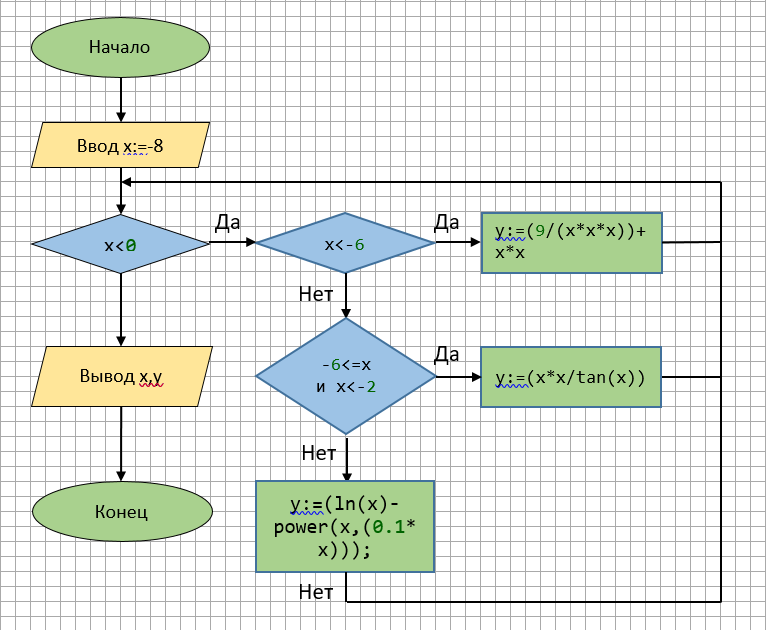 Начало
Ввод x:=-8
x<0
Да
x<-6
Да
y:=(9/(x*x*x))+
x*x
Нет
-6<=x
и x<-2
Да
y:=(x*x/tan(x))
Вывод x,y
Нет
y:=(ln(x)-
power(x,(0.1*
x)));
Конец
Нет